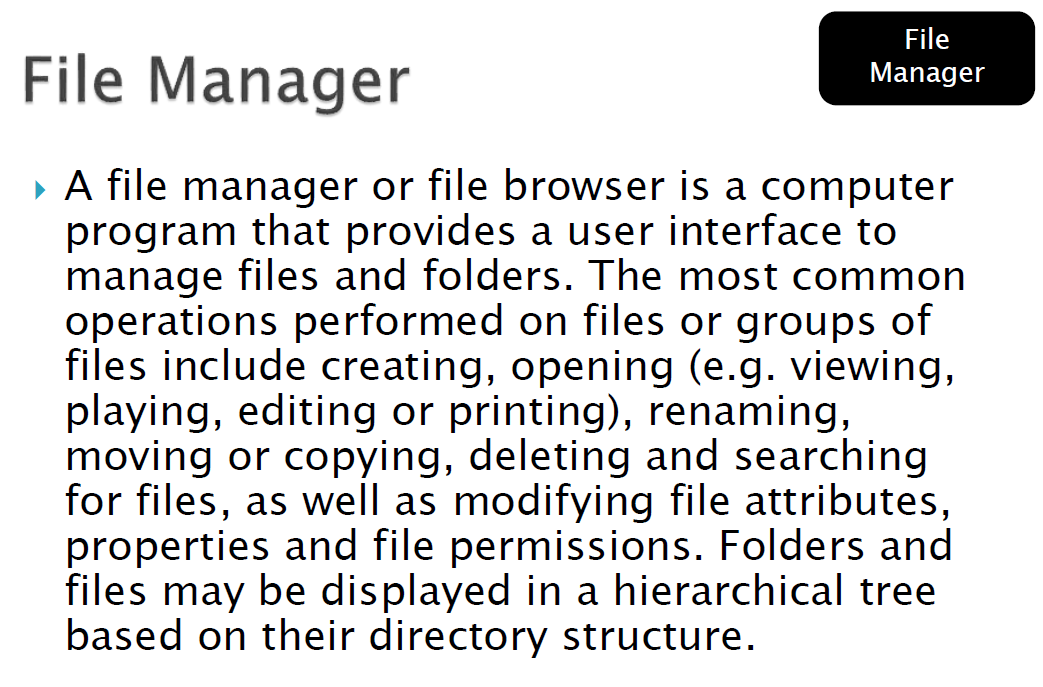 File Manager
File
Manager
A file manager or file browser is a computer
program that provides a user interface to
manage files and folders. The most common
operations performed on files or groups of
files include creating, opening (e.g. viewing,
playing, editing or printing), renaming,
moving or copying, deleting and searching
for files, as well as modifying file attributes,
properties and file permissions. Folders and
files may be displayed in a hierarchical tree
based on their directory structure.